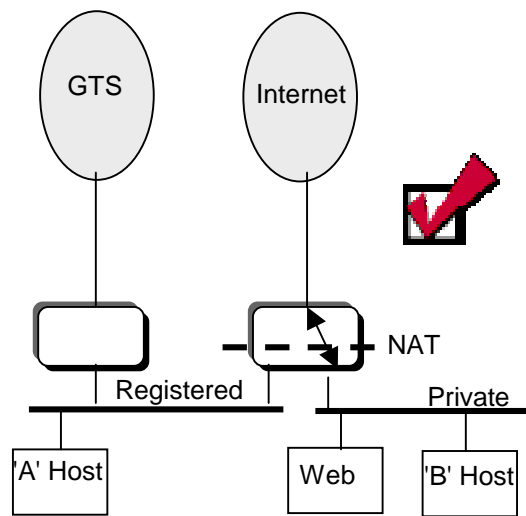 GTS
Internet
NAT
Registered
Private
'A' Host
Web
'B' Host